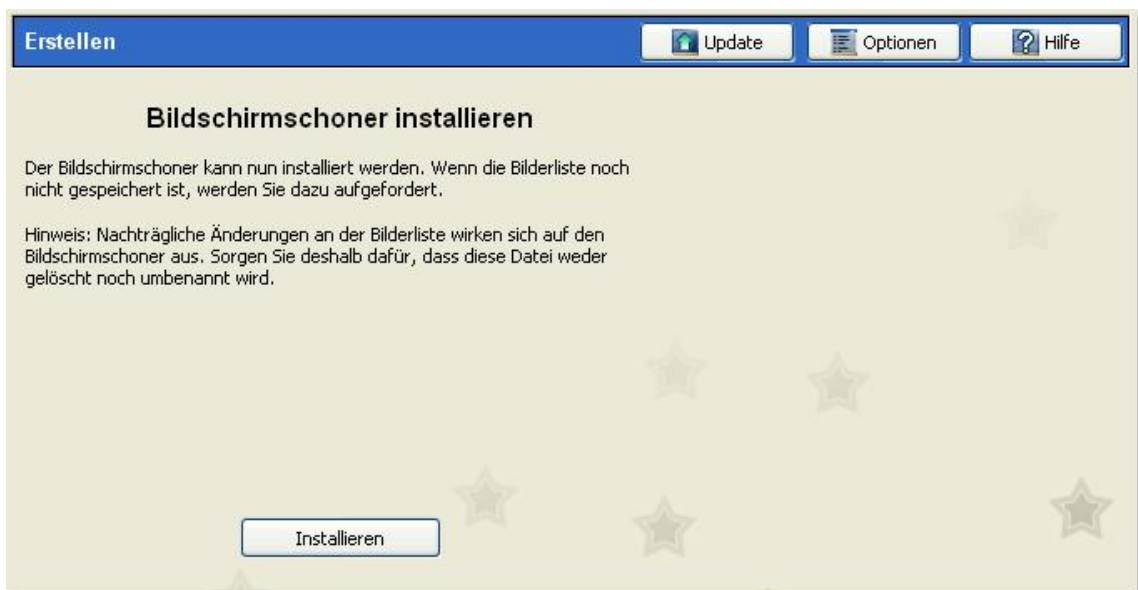 Erstellen
Update
Optionen
Hilfe
Bildschirmschoner installieren
Der Bildschirmschoner kann nun installiert werden. Wenn die Bilderliste noch
nicht gespeichert ist, werden Sie dazu aufgefordert.
Hinweis: Nachträgliche Änderungen an der Bilderliste wirken sich auf den
Bildschirmschoner aus. Sorgen Sie deshalb dafür, dass diese Datei weder
gelöscht noch umbenannt wird.
Installieren